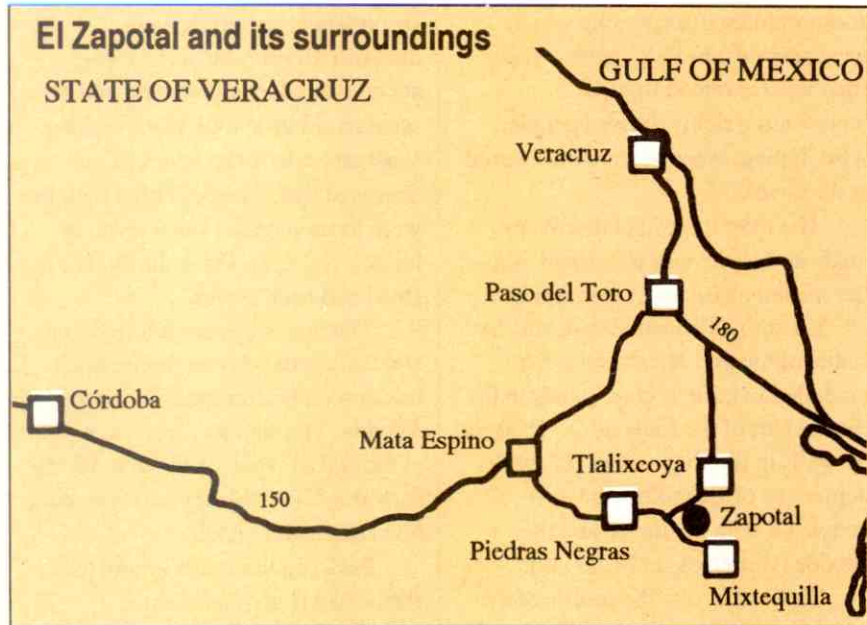 El Zapotal and its surroundings
STATE OF VERACRUZ
GULF OF MEXICO
Veracruz
Paso del Toro
180
Córdoba
Mata Espino
Tlalixcoya
150
Zapotal
Piedras Negras
Mixtequilla